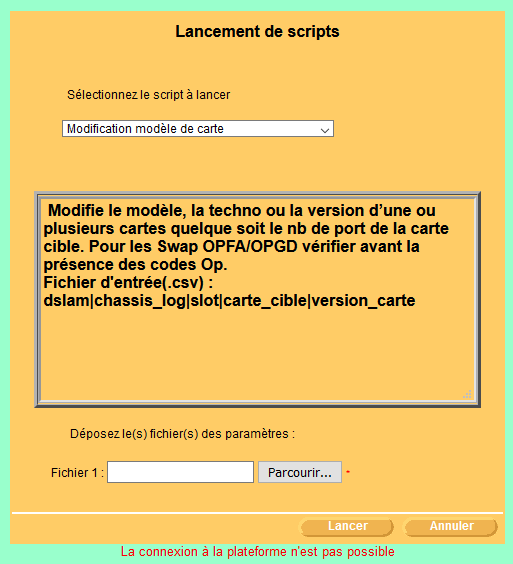 Lancement de scripts
Sélectionnez le script à lancer
Modification modèle de carte
Modifie le modèle, la techno ou la version d’une ou
plusieurs cartes quelque soit le nb de port de la carte
cible. Pour les Swap OPFA/OPGD vérifier avant la
présence des codes Op.
Fichier d'entrée(.csv) :
dslam|chassis_log|slot|carte_cible|version_carte
Déposez le(s) fichier(s) des paramètres :
Fichier 1 : Parcourir... *
Lancer Annuler
La connexion à la plateforme n'est pas possible